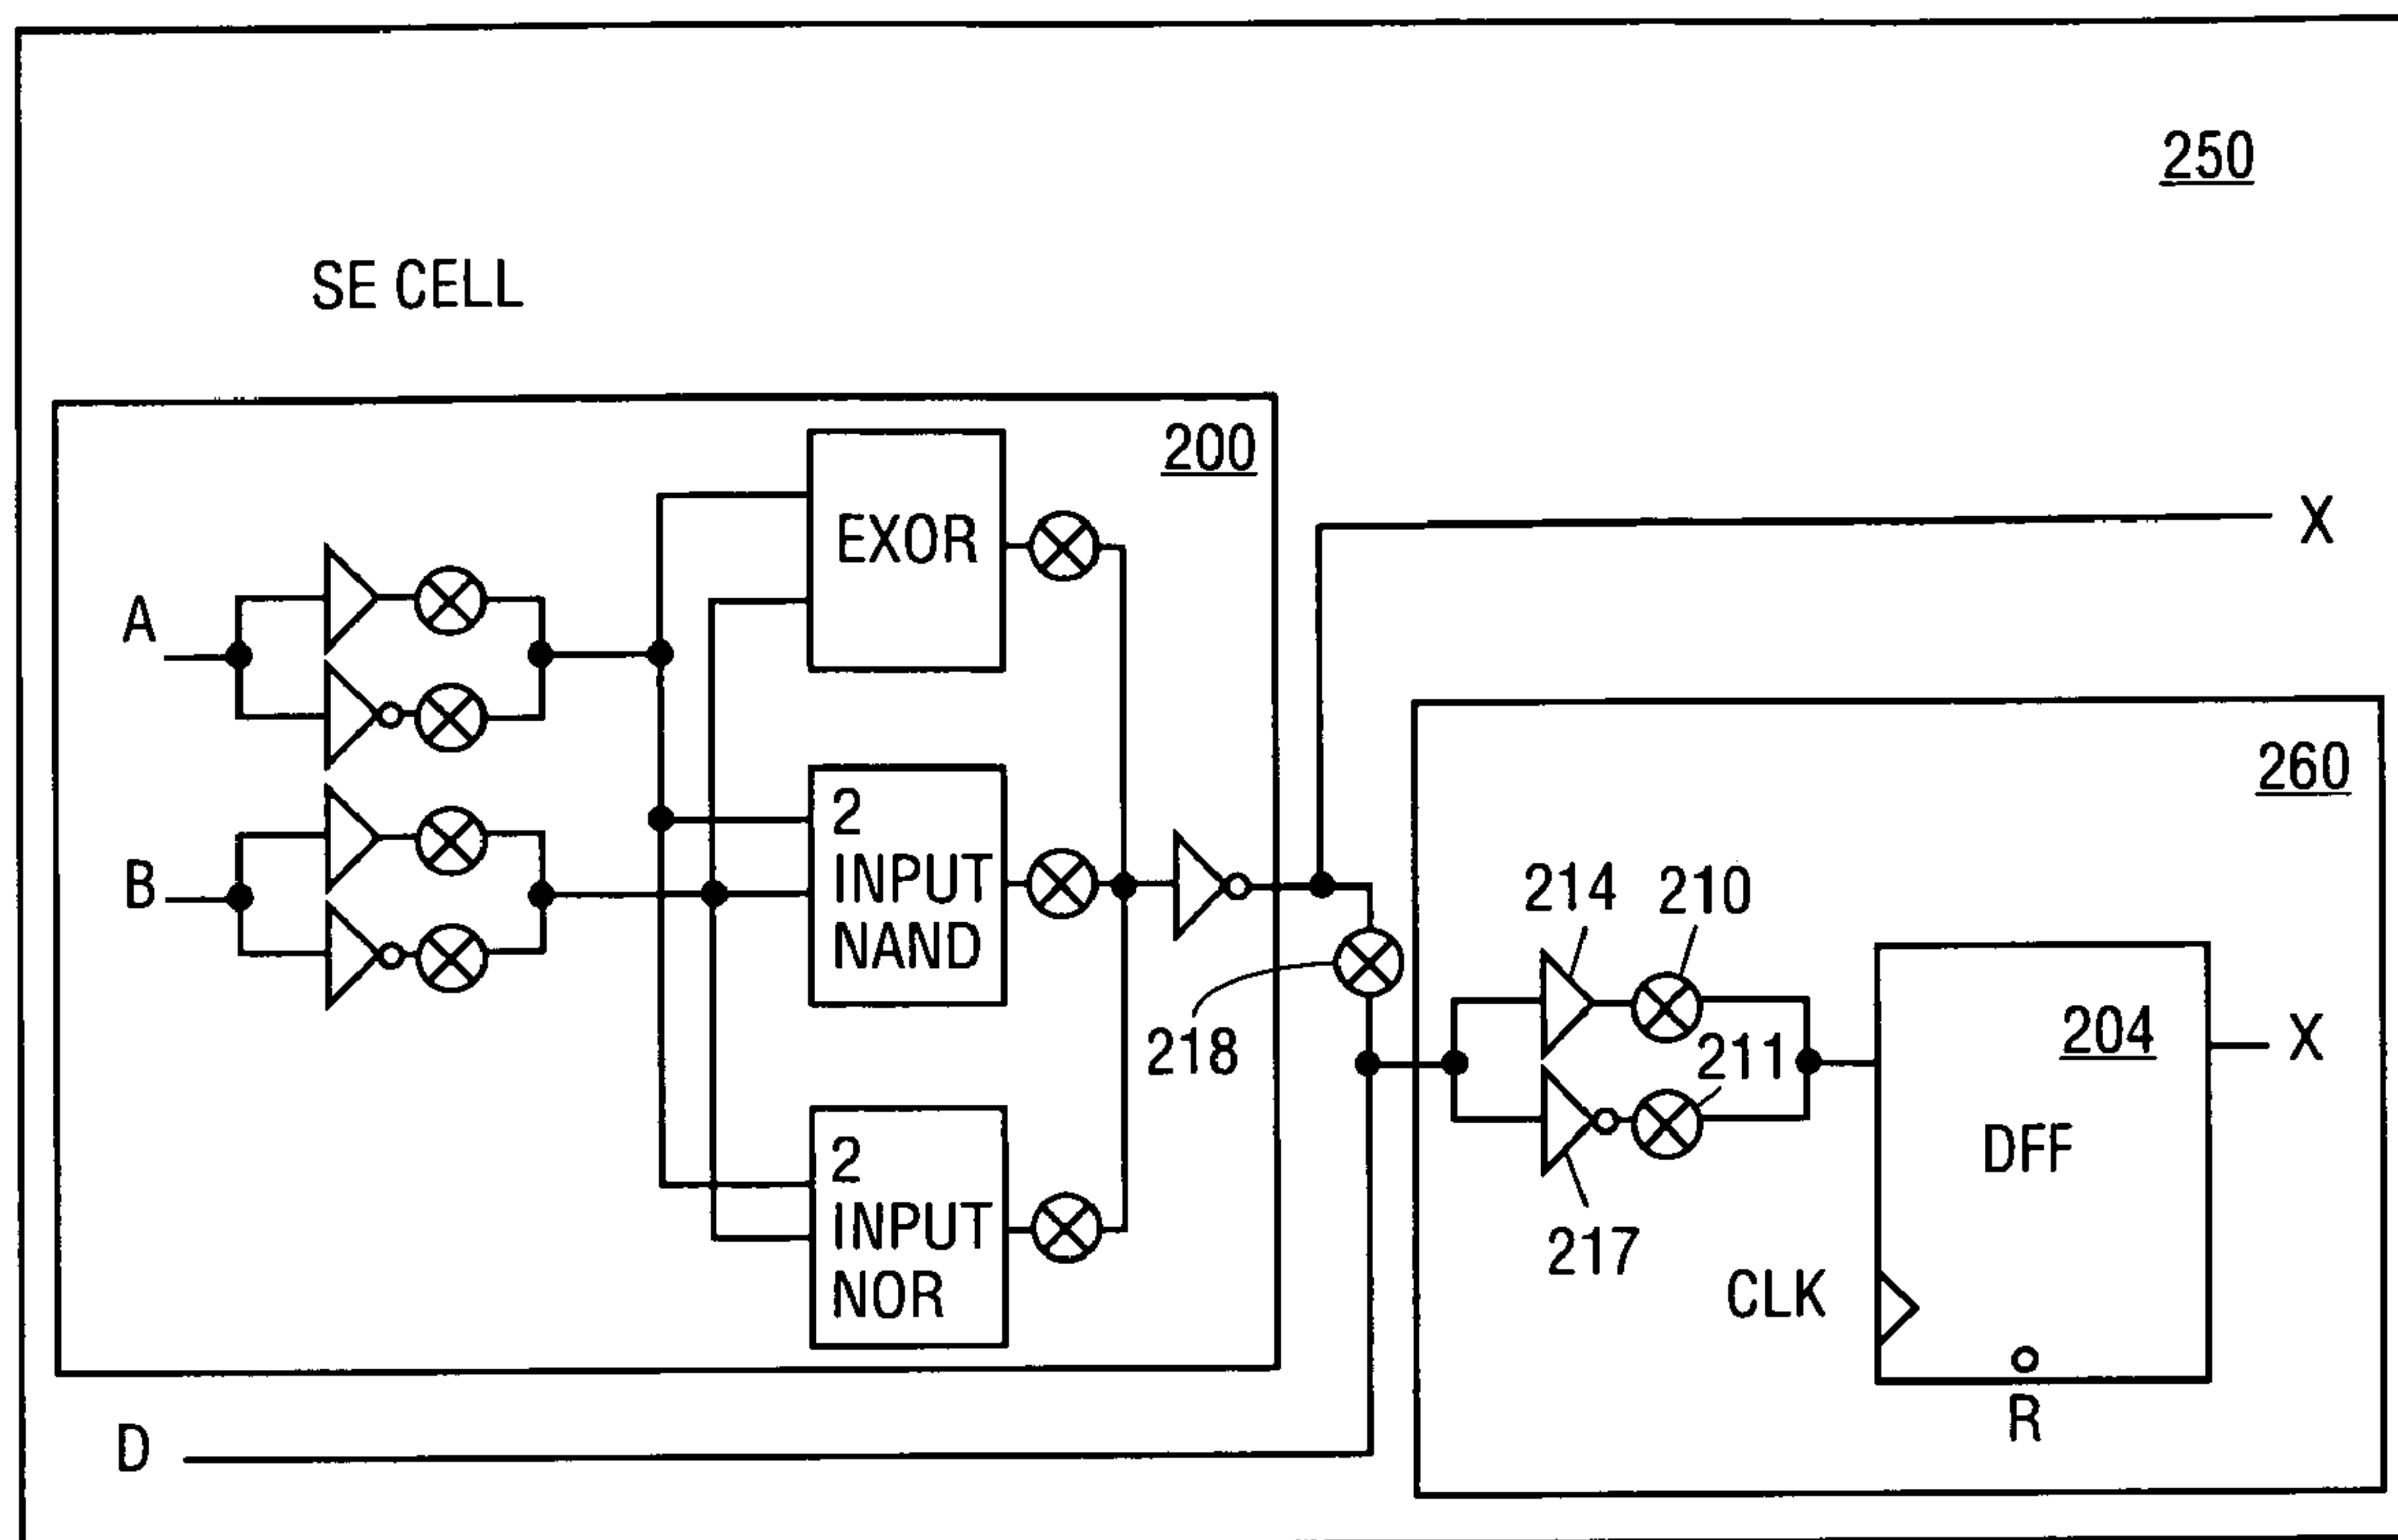 250
SE CELL
200
EXOR
X
A
260
2
INPUT
NAND
B
214
210
218
211
204
X
2
INPUT
NOR
DFF
217
CLK
R
D